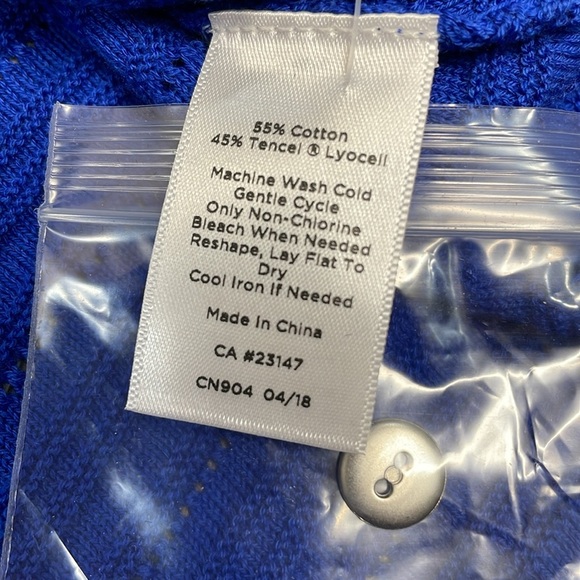 55% Cotton
45% Tencel ® Lyocell
Machine Wash Cold
Gentle Cycle
Only Non-Chlorine
Bleach When Needed
Reshape, Lay Flat To
Dry
Cool Iron If Needed
Made In China
CA #23147
CN904 04/18